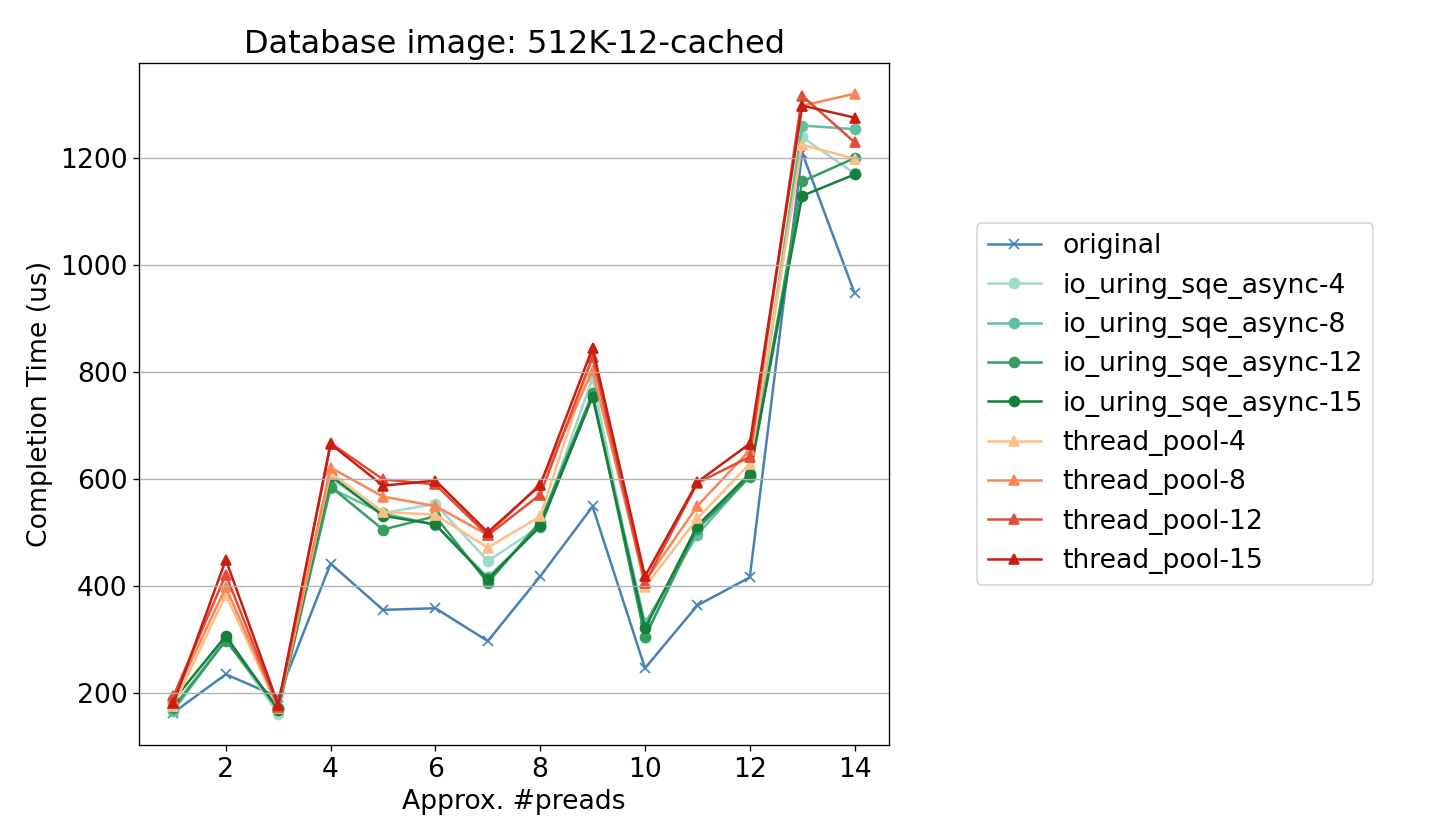 Database image: 512K-12-cached
Completion Time (us)
1200
1000
800
600
400
200
2 4 6 8 10 12 14
Approx. #preads
original
io_uring_sqe_async-4
io_uring_sqe_async-8
io_uring_sqe_async-12
io_uring_sqe_async-15
thread_pool-4
thread_pool-8
thread_pool-12
thread_pool-15